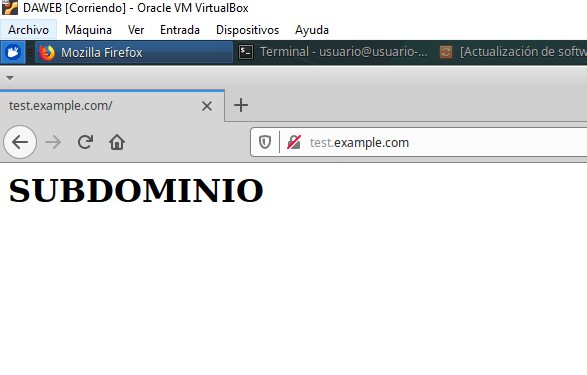 DAWEB [Corriendo] - Oracle VM VirtualBox
Archivo Máquina Ver Entrada Dispositivos Ayuda
Mozilla Firefox Terminal - usuario@usuario-... [Actualización de softw
test.example.com/
test.example.com
SUBDOMINIO